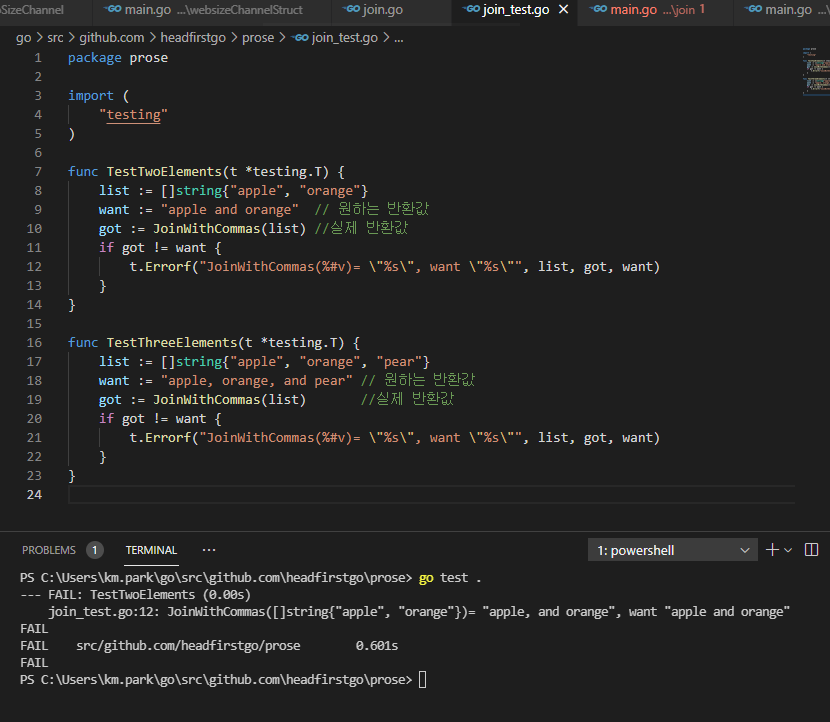 SizeChannel main.go ...\websizeChannelStruct join.go join_test.go × main.go ...\join 1 main.go ...\
go > src > github.com > headfirstgo > prose > join_test.go > ...
1 package prose
2
3 import (
4 "testing"
5 )
6
7 func TestTwoElements(t *testing.T) {
8 list := []string{"apple", "orange"}
9 want := "apple and orange" // 원하는 반환값
10 got := JoinWithCommas(list) //실제 반환값
11 if got != want {
12 t.Errorf("JoinWithCommas(%#v)= \"%s\", want \"%s\"", list, got, want)
13 }
14 }
15
16 func TestThreeElements(t *testing.T) {
17 list := []string{"apple", "orange", "pear"}
18 want := "apple, orange, and pear" // 원하는 반환값
19 got := JoinWithCommas(list) //실제 반환값
20 if got != want {
21 t.Errorf("JoinWithCommas(%#v)= \"%s\", want \"%s\"", list, got, want)
22 }
23 }
24
PROBLEMS 1 TERMINAL ... 1: powershell
PS C:\Users\km.park\go\src\github.com\headfirstgo\prose> go test .
--- FAIL: TestTwoElements (0.00s)
join_test.go:12: JoinWithCommas([]string{"apple", "orange"})= "apple, and orange", want "apple and orange"
FAIL
FAIL src/github.com/headfirstgo/prose 0.601s
FAIL
PS C:\Users\km.park\go\src\github.com\headfirstgo\prose>